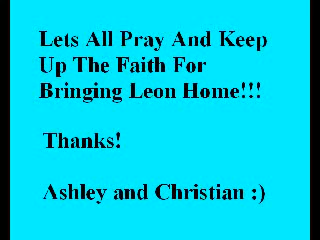 Lets All Pray And Keep
Up The Faith For
Bringing Leon Home!!!
Thanks!
Ashley and Christian :)